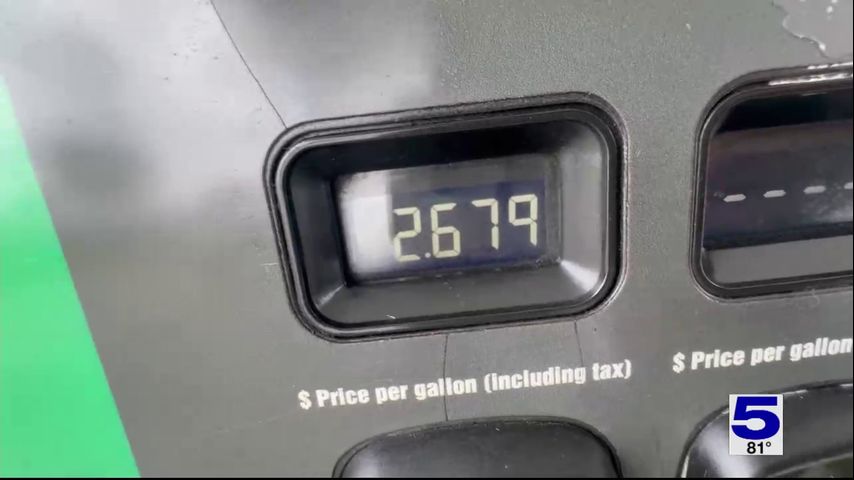 2.679
- - - -
$ Price per gallon (including tax)
$ Price per gallon
5
81°